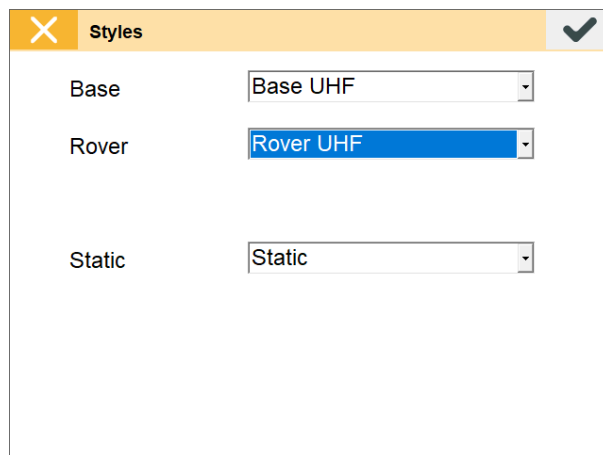 Styles
Base Base UHF
Rover Rover UHF
Static Static